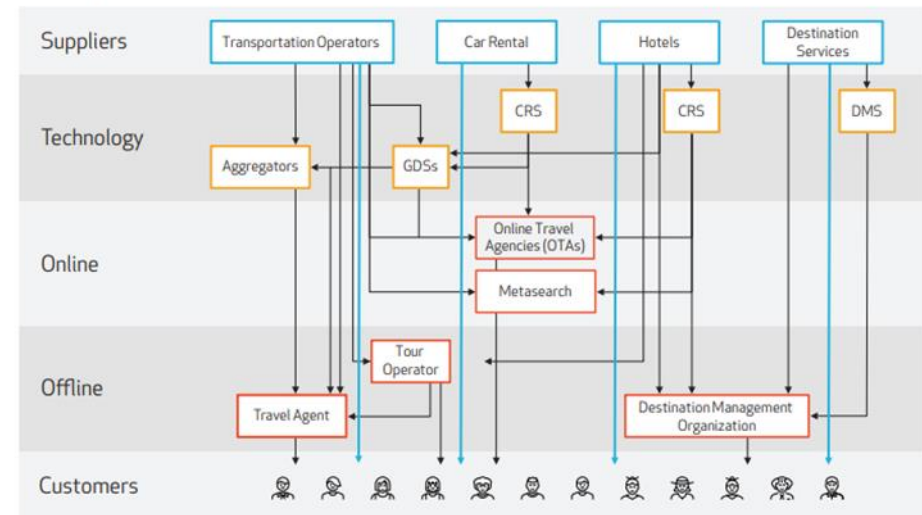 Suppliers
Transportation Operators
Car Rental
Hotels
Destination
Services
Technology
CRS
CRS
DMS
Aggregators
GDSs
Online
Online Travel
Agencies (OTAs)
Metasearch
Offline
Tour
Operator
Travel Agent
Destination Management
Organization
Customers